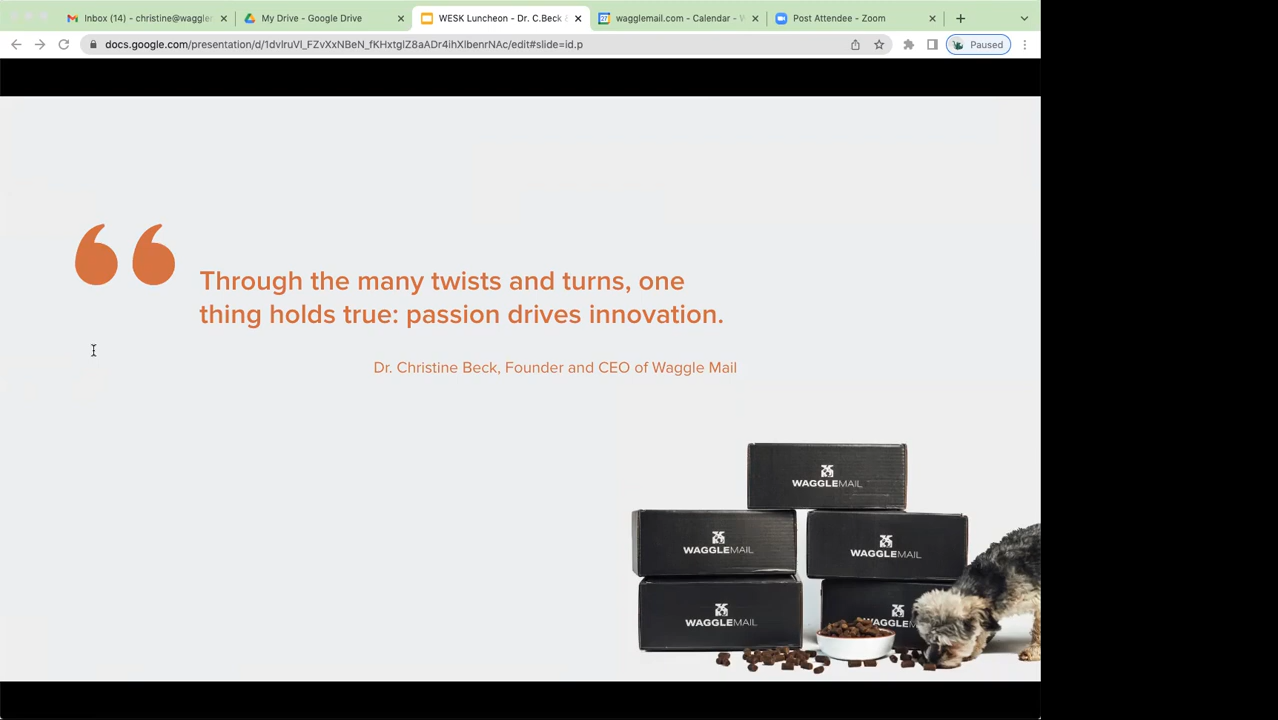 Inbox (14) - christine@waggle
My Drive - Google Drive
WESK Luncheon - Dr. C.Beck
wagglemail.com - Calendar - W
Post Attendee - Zoom
docs.google.com/presentation/d/1dvlruVl_FZvXxNBeN_fKHxtglZ8aADr4ihXlbenrNAc/edit#slide=id.p
Paused
Through the many twists and turns, one
thing holds true: passion drives innovation.
Dr. Christine Beck, Founder and CEO of Waggle Mail
WAGGLEMAIL
WAGGLEMAIL
WAGGLEMAIL
WAGGLEMAIL